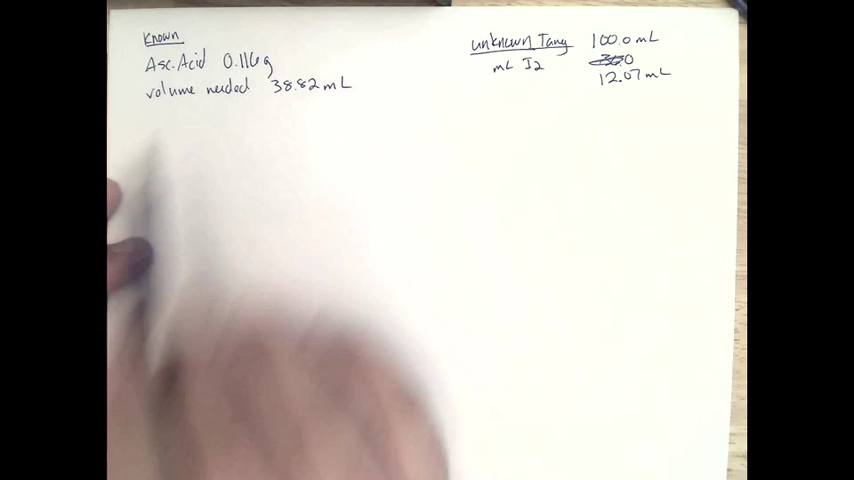 Known
Asc. Acid 0.116g
volume needed 38.82 mL
unknown Tang 100.0 mL
mL I2
12.07 mL